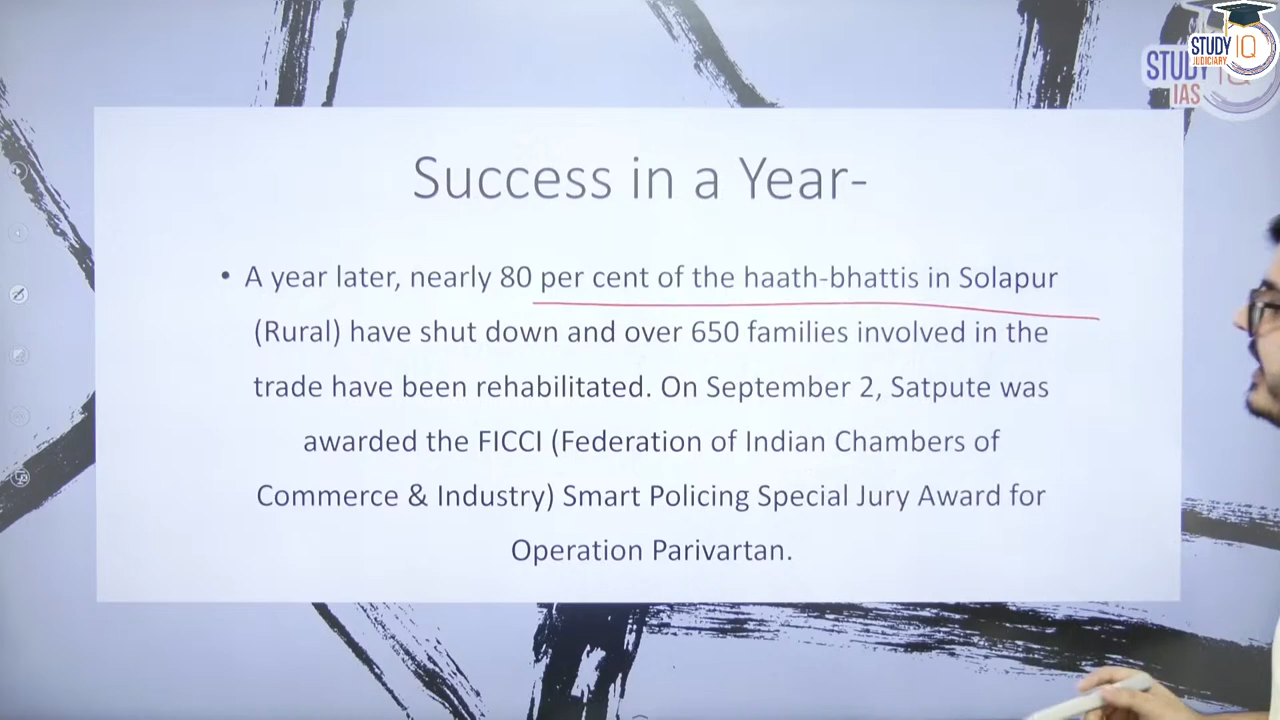 STUDY IQ
JUDICIARY
STUDY IQ
IAS
Success in a Year-
• A year later, nearly 80 per cent of the haath-bhattis in Solapur
(Rural) have shut down and over 650 families involved in the
trade have been rehabilitated. On September 2, Satpute was
awarded the FICCI (Federation of Indian Chambers of
Commerce & Industry) Smart Policing Special Jury Award for
Operation Parivartan.